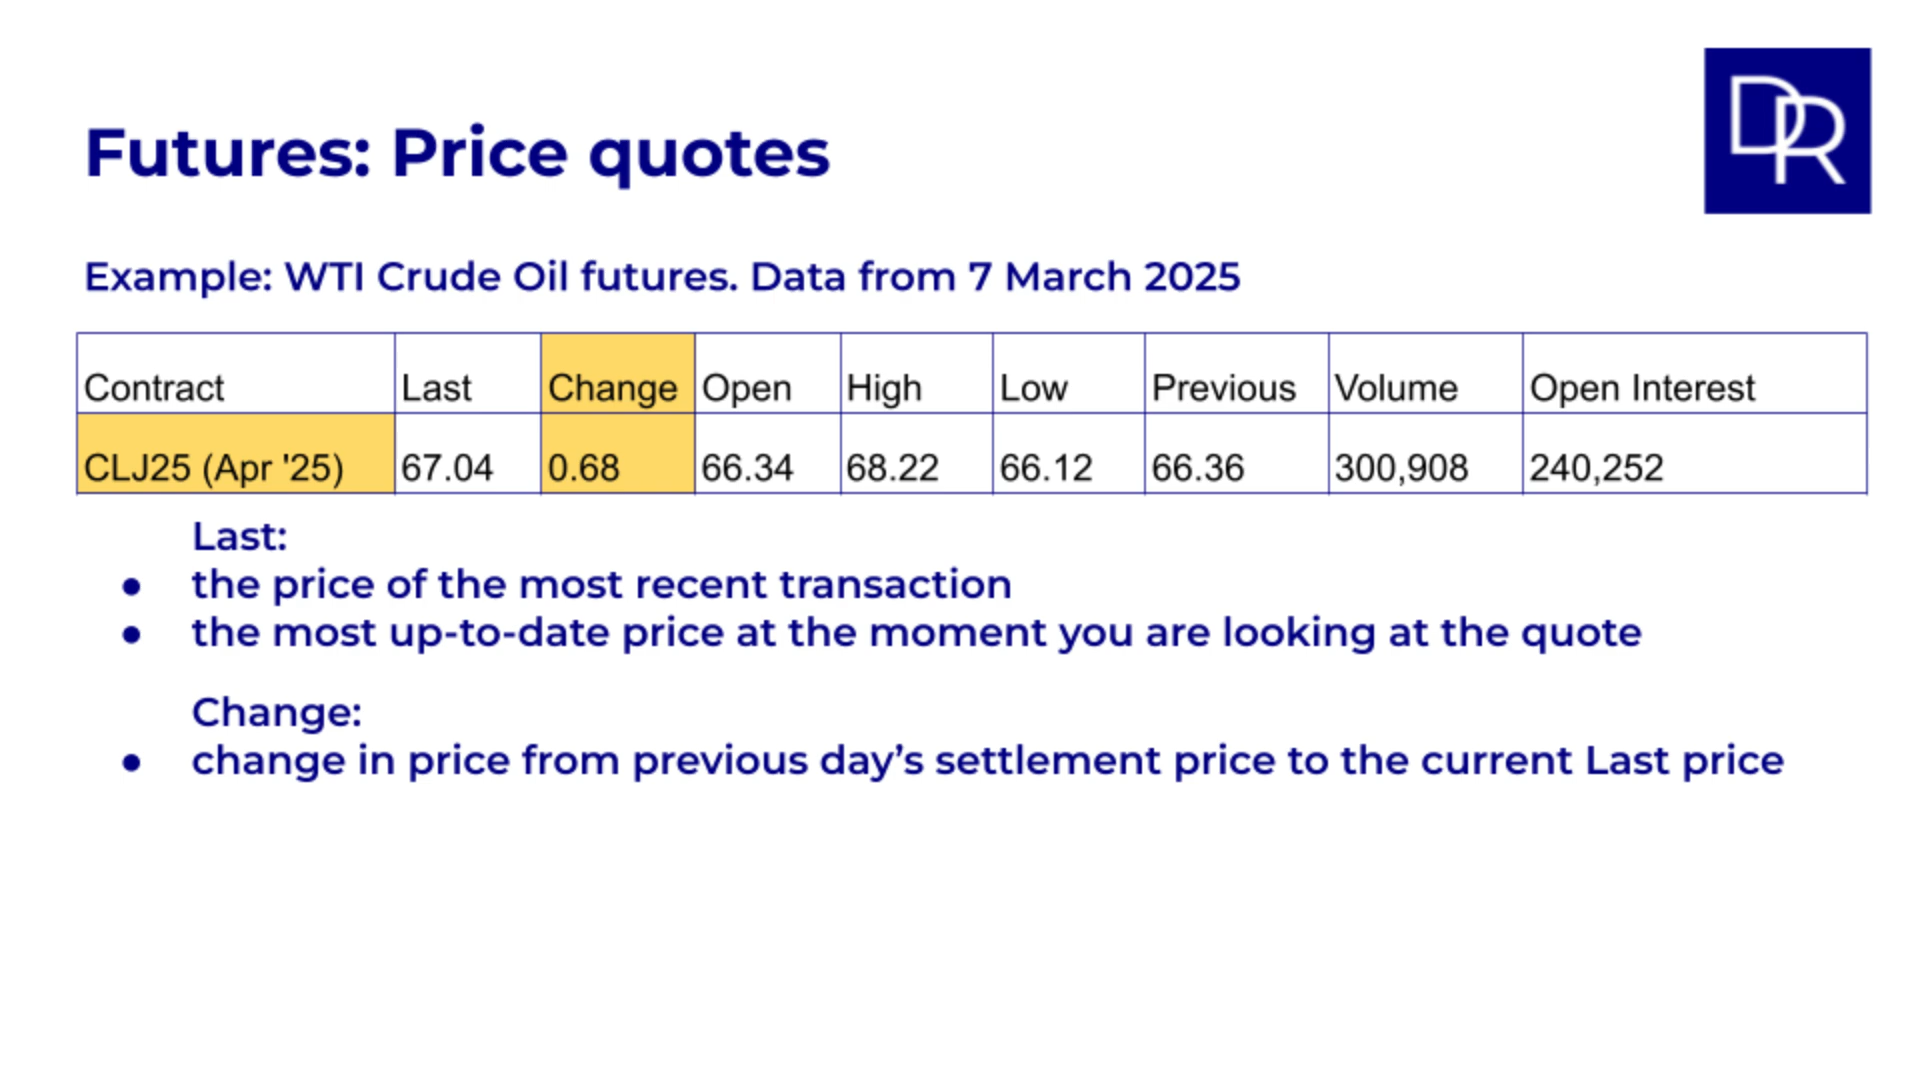 DR
Futures: Price quotes
Example: WTI Crude Oil futures. Data from 7 March 2025
Contract Last Change Open High Low Previous Volume Open Interest
CLJ25 (Apr '25) 67.04 0.68 66.34 68.22 66.12 66.36 300,908 240,252
Last:
● the price of the most recent transaction
● the most up-to-date price at the moment you are looking at the quote
Change:
● change in price from previous day’s settlement price to the current Last price